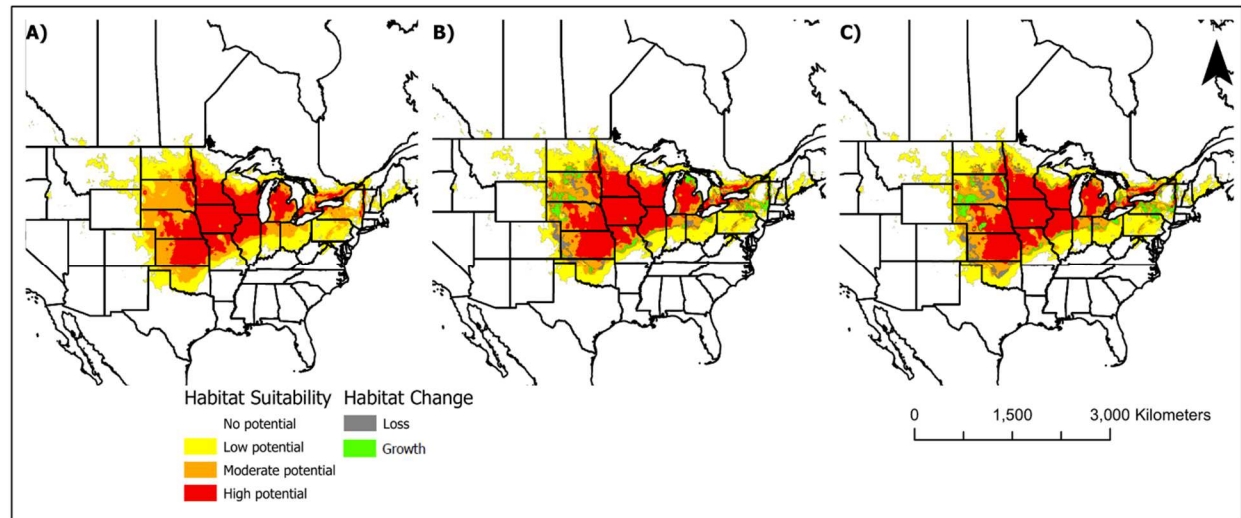 A)
B)
C)
Habitat Suitability
No potential
Low potential
Moderate potential
High potential
Habitat Change
Loss
Growth
0 1,500 3,000 Kilometers